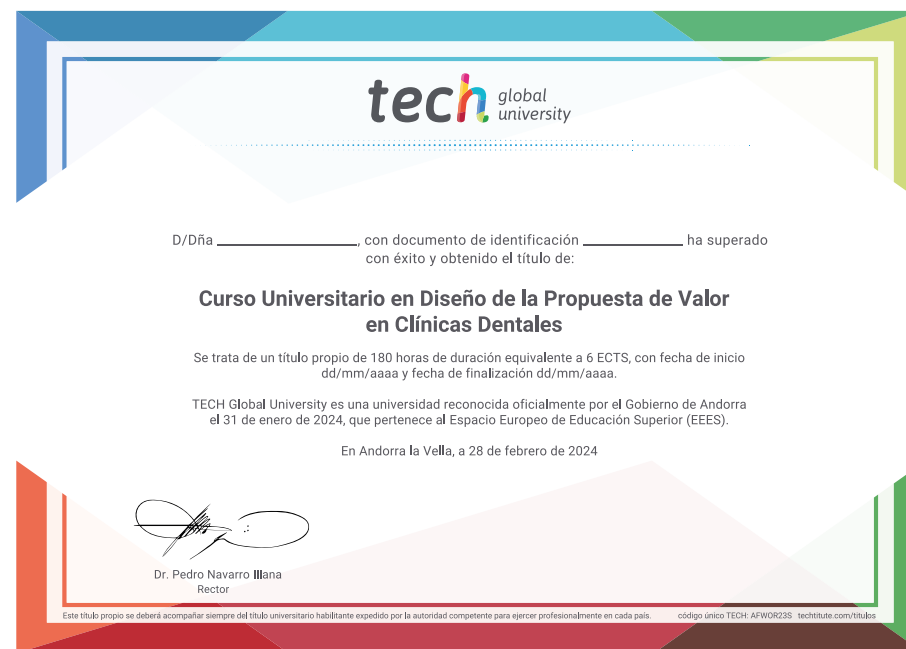 tech global university
D/Dña ____________________, con documento de identificación ______________ ha superado
con éxito y obtenido el título de:
Curso Universitario en Diseño de la Propuesta de Valor
en Clínicas Dentales
Se trata de un título propio de 180 horas de duración equivalente a 6 ECTS, con fecha de inicio
dd/mm/aaaa y fecha de finalización dd/mm/aaaa.
TECH Global University es una universidad reconocida oficialmente por el Gobierno de Andorra
el 31 de enero de 2024, que pertenece al Espacio Europeo de Educación Superior (EEES).
En Andorra la Vella, a 28 de febrero de 2024
Dr. Pedro Navarro Illana
Rector
Este título propio se deberá acompañar siempre del título universitario habilitante expedido por la autoridad competente para ejercer profesionalmente en cada país. código único TECH: AFWOR23S techtitute.com/titulos